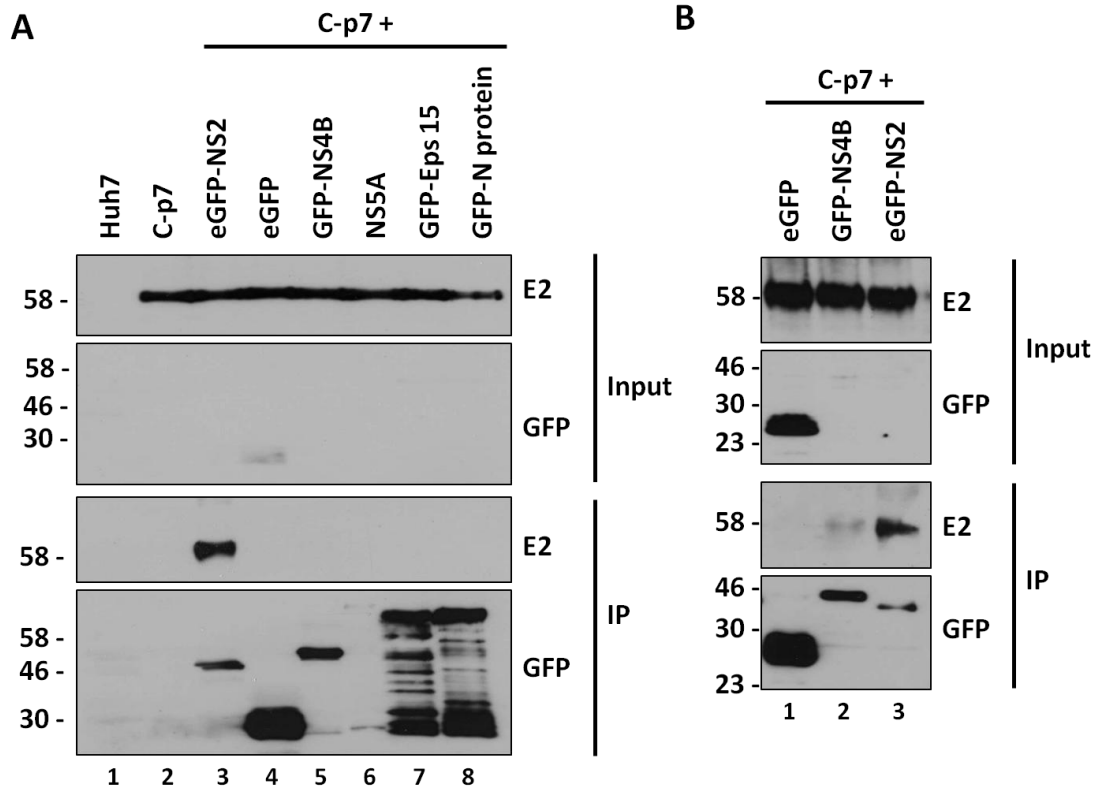 A
C-p7 +
Huh7
C-p7
eGFP-NS2
eGFP
GFP-NS4B
NS5A
GFP-Eps 15
GFP-N protein
58 -
E2
58 -
46 -
30 -
GFP
Input
58 -
E2
58 -
46 -
30 -
GFP
IP
1 2 3 4 5 6 7 8
B
C-p7 +
eGFP
GFP-NS4B
eGFP-NS2
58 -
E2
46 -
30 -
23 -
GFP
Input
58 -
E2
46 -
30 -
23 -
GFP
IP
1 2 3